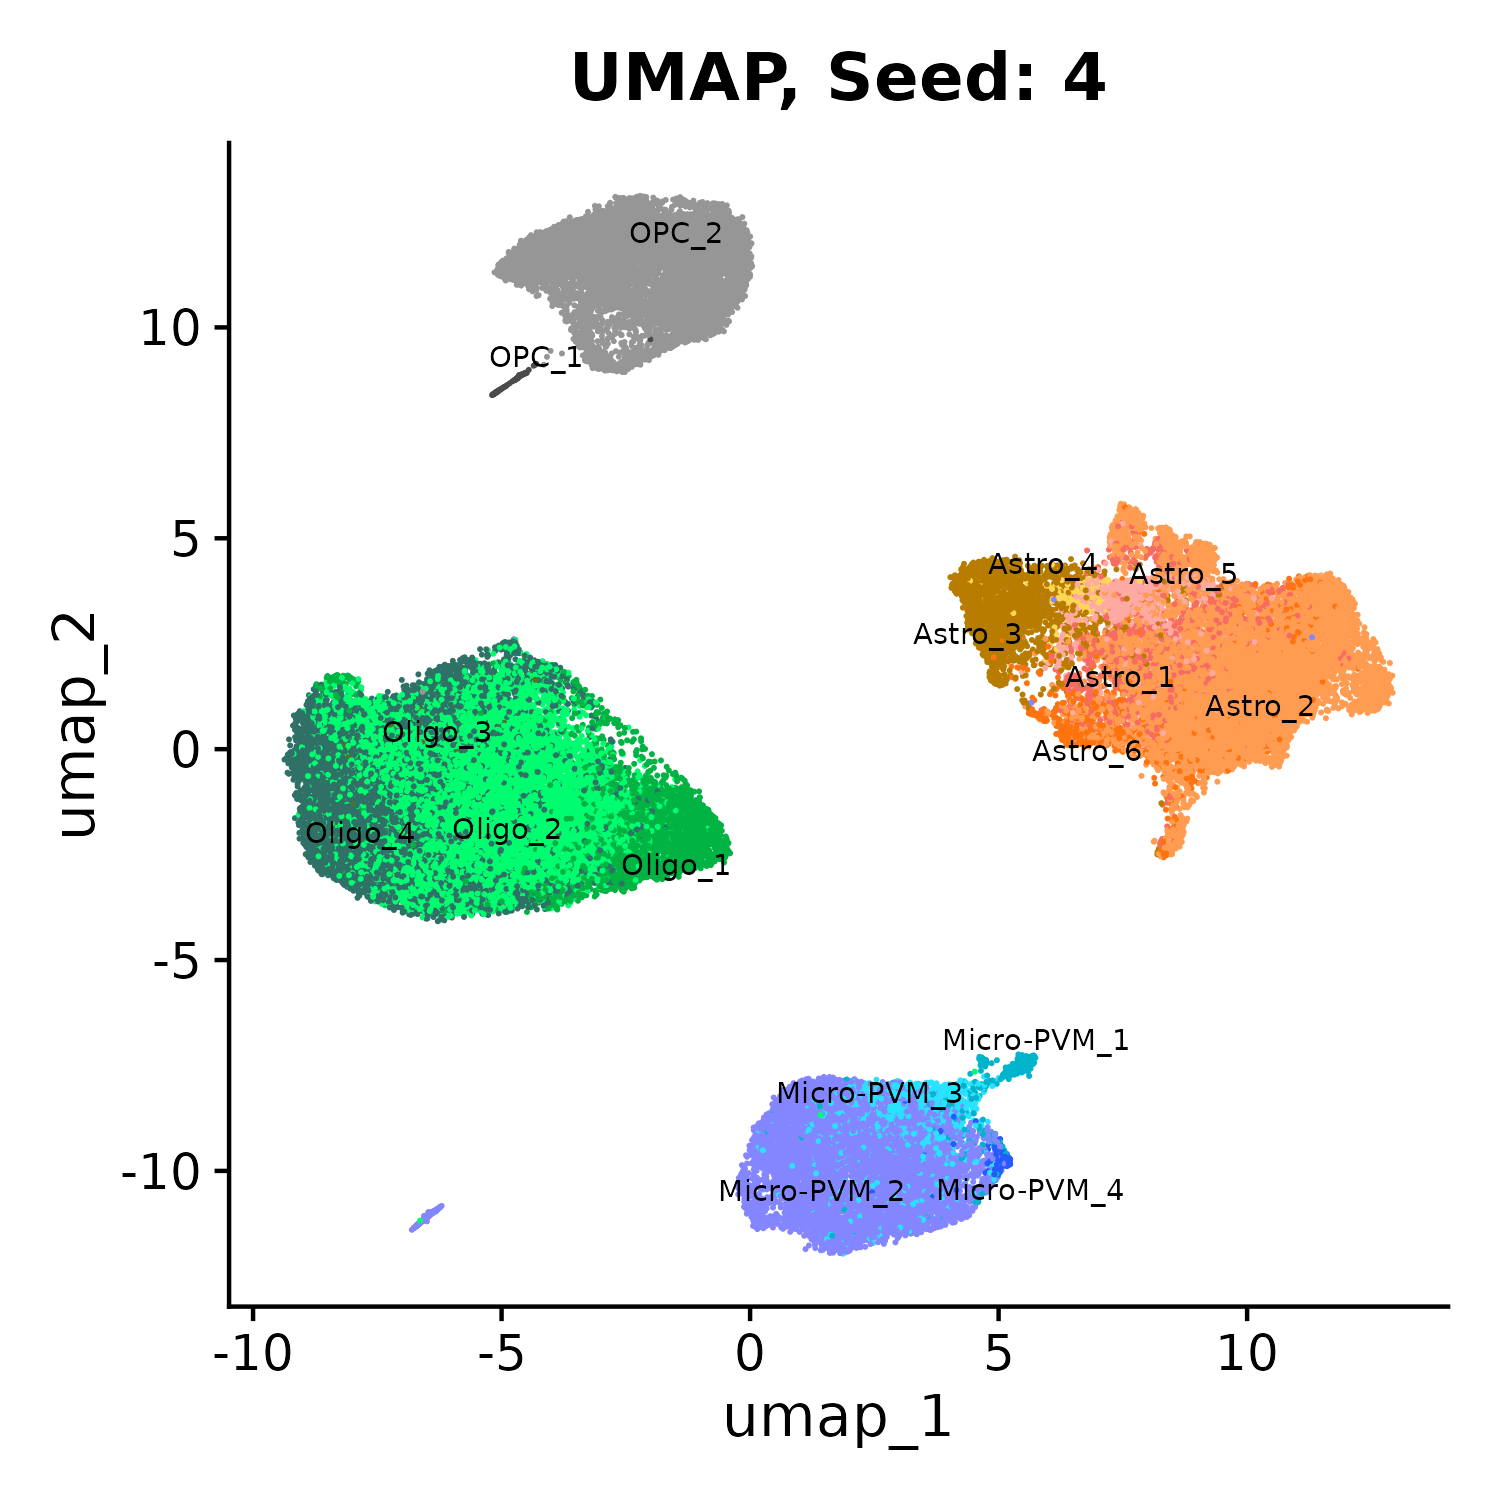 UMAP, Seed: 4
OPC_2
10
OPC_1
5
Astro_4
Astro_5
Astro_3
Astro_1
Astro_2
Oligo_3
0
Astro_6
Oligo_4
Oligo_2
Oligo_1
umap_2
-5
Micro-PVM_1
Micro-PVM_3
-10
Micro-PVM_2
Micro-PVM_4
-10 -5 0 5 10
umap_1